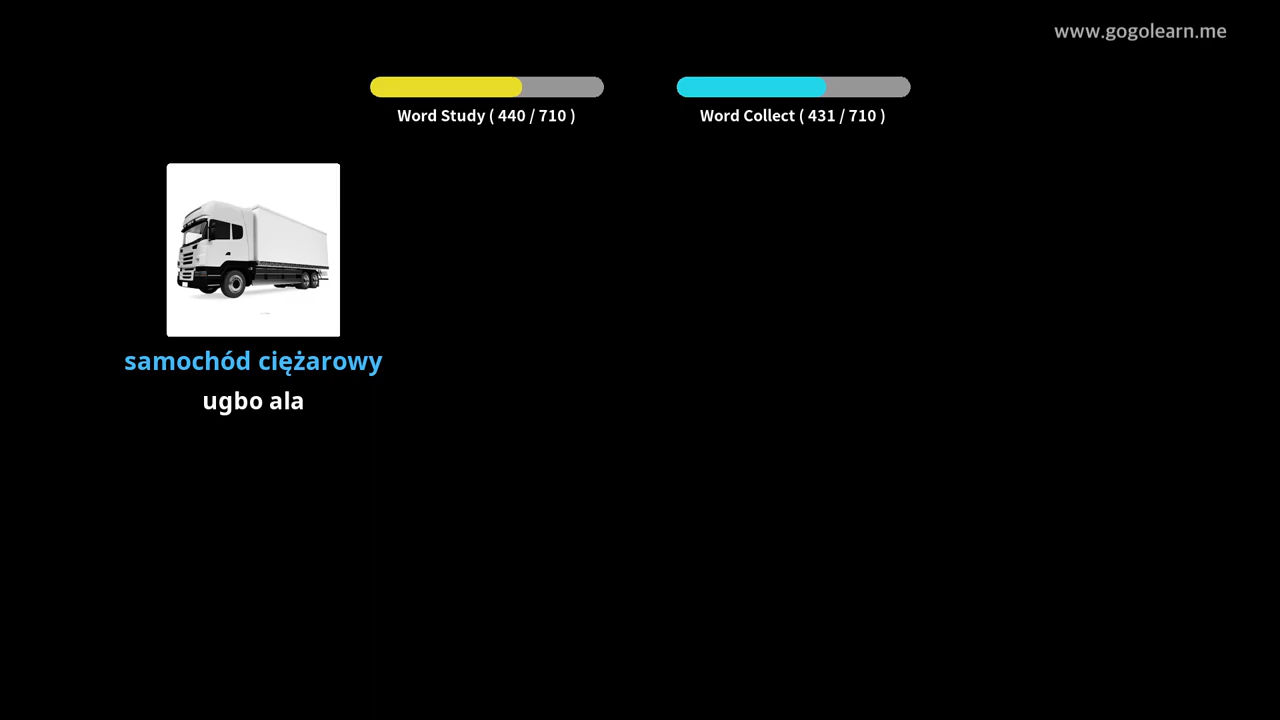 www.gogolearn.me
Word Study ( 440 / 710 )
Word Collect ( 431 / 710 )
samochód ciężarowy
ugbo ala